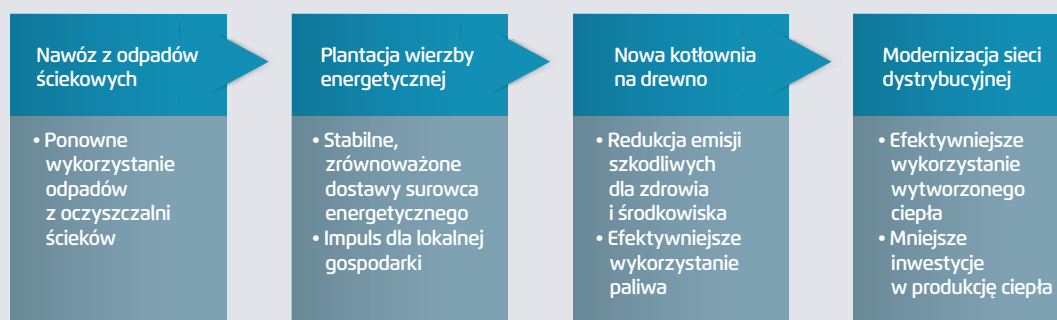 Nawóz z odpadów
ściekowych
• Ponowne
wykorzystanie
odpadów
z oczyszczalni
ścieków
Plantacja wierzby
energetycznej
• Stabilne,
zrównoważone
dostawy surowca
energetycznego
• Impuls dla lokalnej
gospodarki
Nowa kotłownia
na drewno
• Redukcja emisji
szkodliwych
dla zdrowia
i środkowiska
• Efektywniejsze
wykorzystanie
paliwa
Modernizacja sieci
dystrybucyjnej
• Efektywniejsze
wykorzystanie
wytworzonego
ciepła
• Mniejsze
inwestycje
w produkcję ciepła